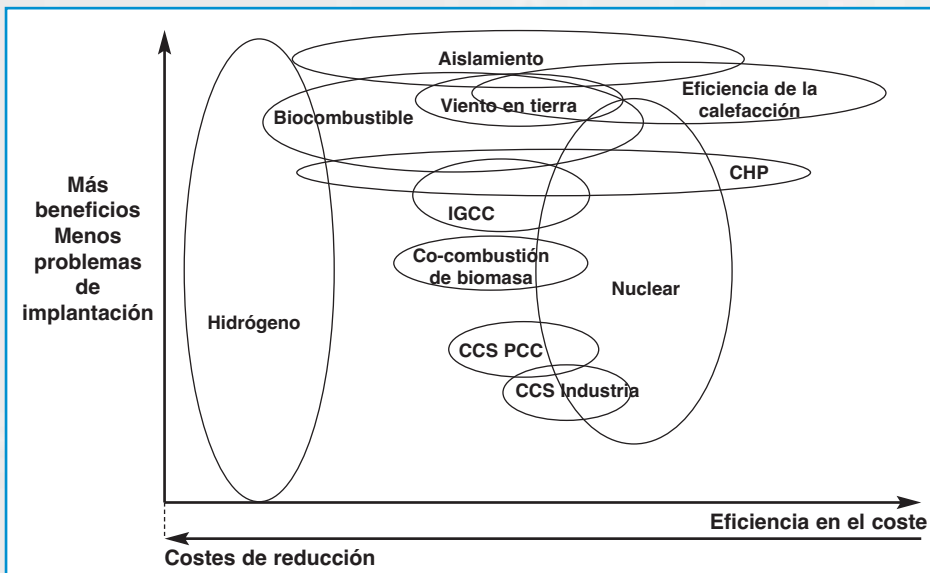 Aislamiento
Eficiencia de la
calefacción
Viento en tierra
Biocombustible
CHP
Más
beneficios
Menos
problemas
de
implantación
IGCC
Co-combustión
de biomasa
Nuclear
Hidrógeno
CCS PCC
CCS Industria
Eficiencia en el coste
Costes de reducción